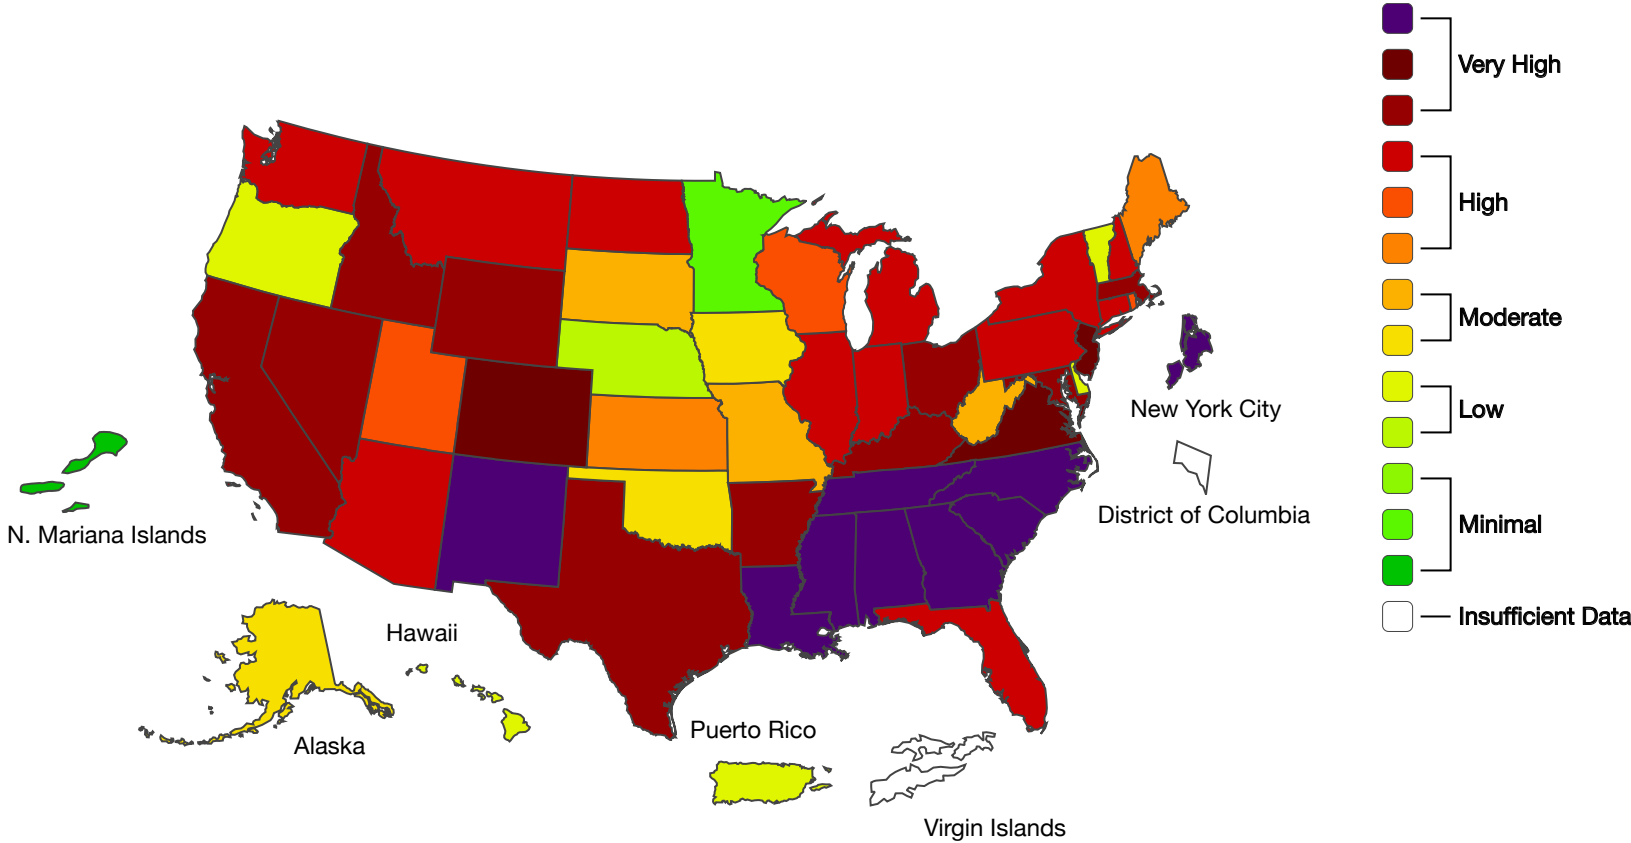 Very High
High
Moderate
Low
Minimal
Insufficient Data
New York City
District of Columbia
N. Mariana Islands
Hawaii
Alaska
Puerto Rico
Virgin Islands